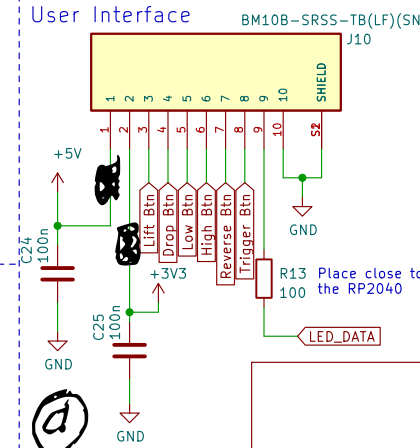 User Interface
BM10B-SRSS-TB(LF)(SN
J10
1
2
3
4
5
6
7
8
9
10
SHIELD
1
2
3
4
5
6
7
8
9
10
S2
+5V
Lift Btn
Drop Btn
Low Btn
High Btn
Reverse Btn
Trigger Btn
GND
C24
100n
+3V3
R13
100
Place close to
the RP2040
C25
100n
LED_DATA
GND
GND
d